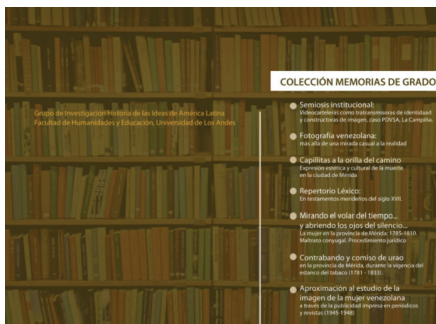 COLECCIÓN MEMORIAS DE GRADO
Grupo de Investigación Historia de las Ideas de América Latina
Facultad de Humanidades y Educación, Universidad de Los Andes
Semiosis institucional:
Videocarteleras como tratransmisoras de identidaad
y constructoras de imagen, caso PDVSA, La Campiña.
Fotografía venezolana:
más alla de una mirada casual a la realidad
Capillitas a la orilla del camino
Expresión estética y cultural de la muerte
en la ciudad de Mérida
Repertorio Léxico:
En testamentos merideños del siglo XVII.
Mirando el volar del tiempo...
y abriendo los ojos del silencio...
La mujer en la provincia de Mérida: 1785-1810.
Maltrato conyugal. Procedimiento jurídico
Contrabando y comiso de urao
en la provincia de Mérida, durante la vigencia del
estanco del tabaco (1781 - 1833)
Aproximación al estudio de la
imagen de la mujer venezolana
a través de la publicidad impresa en periódicos
y revistas (1945-1948)